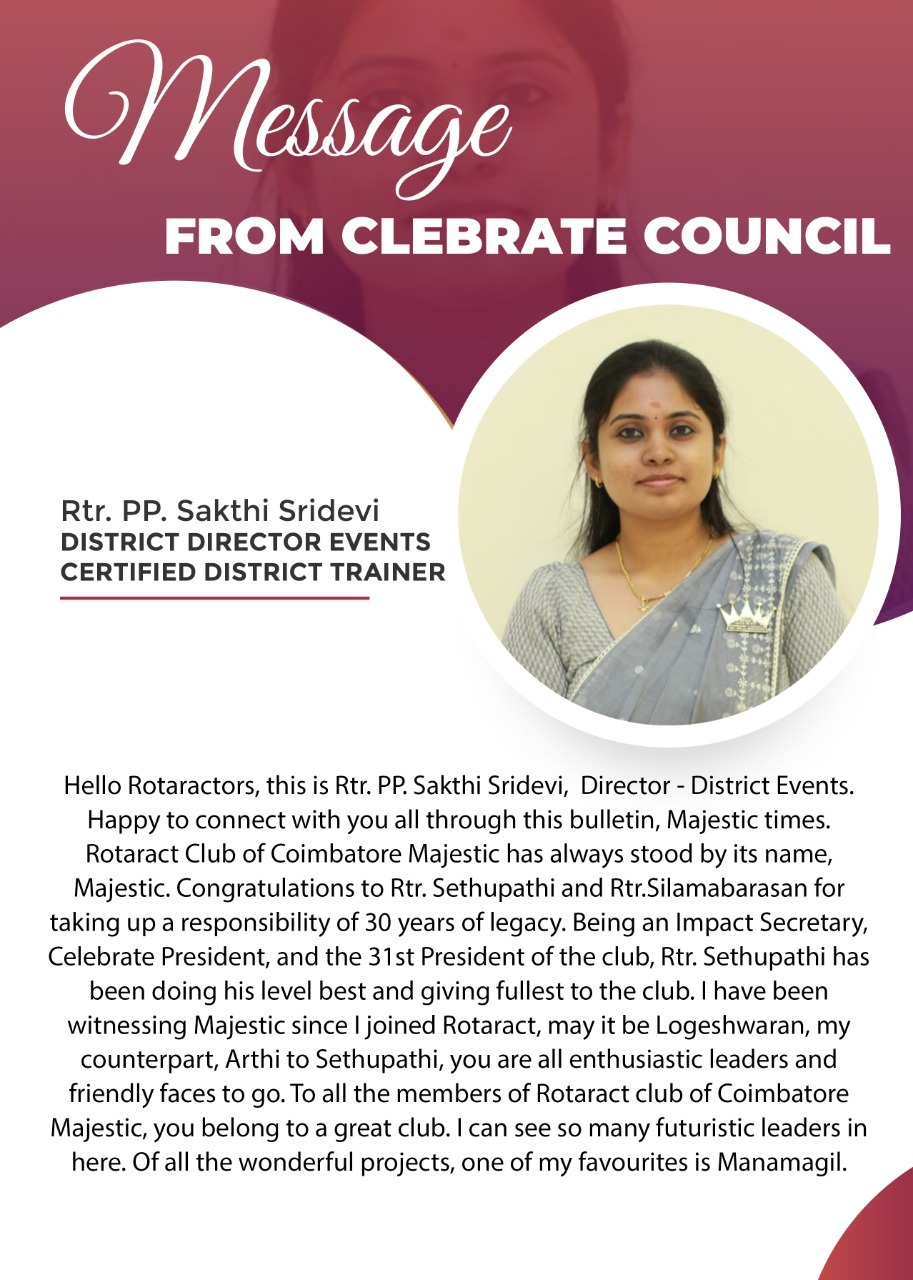 Message
FROM CLEBRATE COUNCIL
Rtr. PP. Sakthi Sridevi
DISTRICT DIRECTOR EVENTS
CERTIFIED DISTRICT TRAINER
Hello Rotaractors, this is Rtr. PP. Sakthi Sridevi,  Director - District Events.
Happy to connect with you all through this bulletin, Majestic times.
Rotaract Club of Coimbatore Majestic has always stood by its name,
Majestic. Congratulations to Rtr. Sethupathi and Rtr.Silamabarasan for
taking up a responsibility of 30 years of legacy. Being an Impact Secretary,
Celebrate President, and the 31st President of the club, Rtr. Sethupathi has
been doing his level best and giving fullest to the club. I have been
witnessing Majestic since I joined Rotaract, may it be Logeshwaran, my
counterpart, Arthi to Sethupathi, you are all enthusiastic leaders and
friendly faces to go. To all the members of Rotaract club of Coimbatore
Majestic, you belong to a great club. I can see so many futuristic leaders in
here. Of all the wonderful projects, one of my favourites is Manamagil.